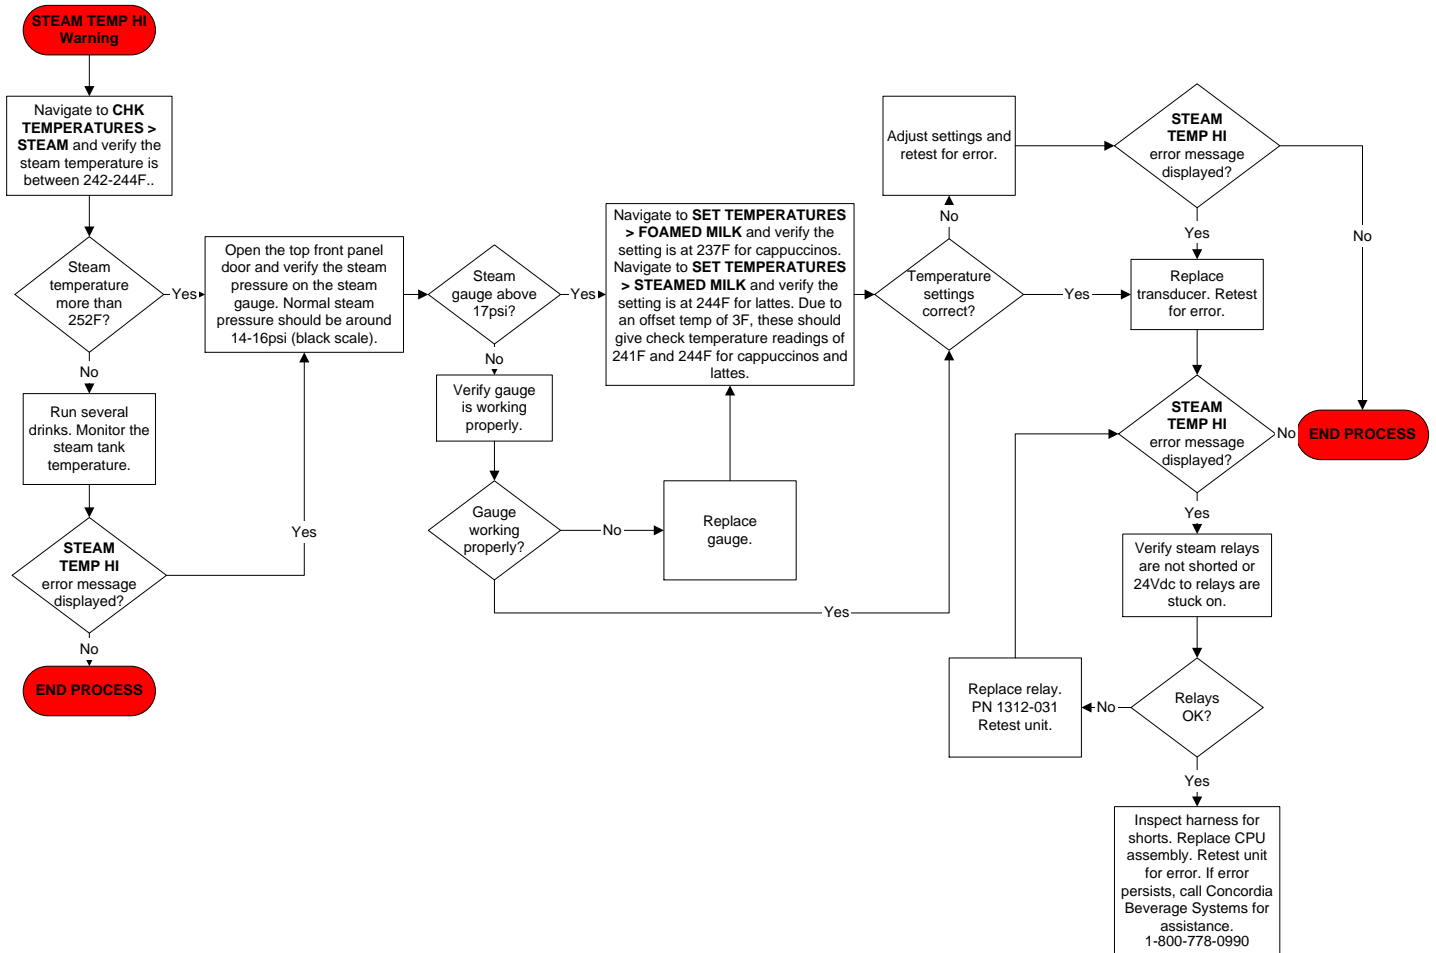 STEAM TEMP HI
Warning
Navigate to CHK
TEMPERATURES >
STEAM and verify the
steam temperature is
between 242-244F..
Steam
temperature
more than
252F?
Yes
No
Run several
drinks. Monitor the
steam tank
temperature.
STEAM
TEMP HI
error message
displayed?
Yes
No
END PROCESS
Open the top front panel
door and verify the steam
pressure on the steam
gauge. Normal steam
pressure should be around
14-16psi (black scale).
Steam
gauge above
17psi?
Yes
No
Verify gauge
is working
properly.
Gauge
working
properly?
No
Yes
Replace
gauge.
Navigate to SET TEMPERATURES
> FOAMED MILK and verify the
setting is at 237F for cappuccinos.
Navigate to SET TEMPERATURES
> STEAMED MILK and verify the
setting is at 244F for lattes. Due to
an offset temp of 3F, these should
give check temperature readings of
241F and 244F for cappuccinos and
lattes.
Temperature
settings
correct?
No
Yes
Adjust settings and
retest for error.
STEAM
TEMP HI
error message
displayed?
No
Yes
Replace
transducer. Retest
for error.
STEAM
TEMP HI
error message
displayed?
No
END PROCESS
Yes
Verify steam relays
are not shorted or
24Vdc to relays are
stuck on.
Relays
OK?
No
Replace relay.
PN 1312-031
Retest unit.
Yes
Inspect harness for
shorts. Replace CPU
assembly. Retest unit
for error. If error
persists, call Concordia
Beverage Systems for
assistance.
1-800-778-0990